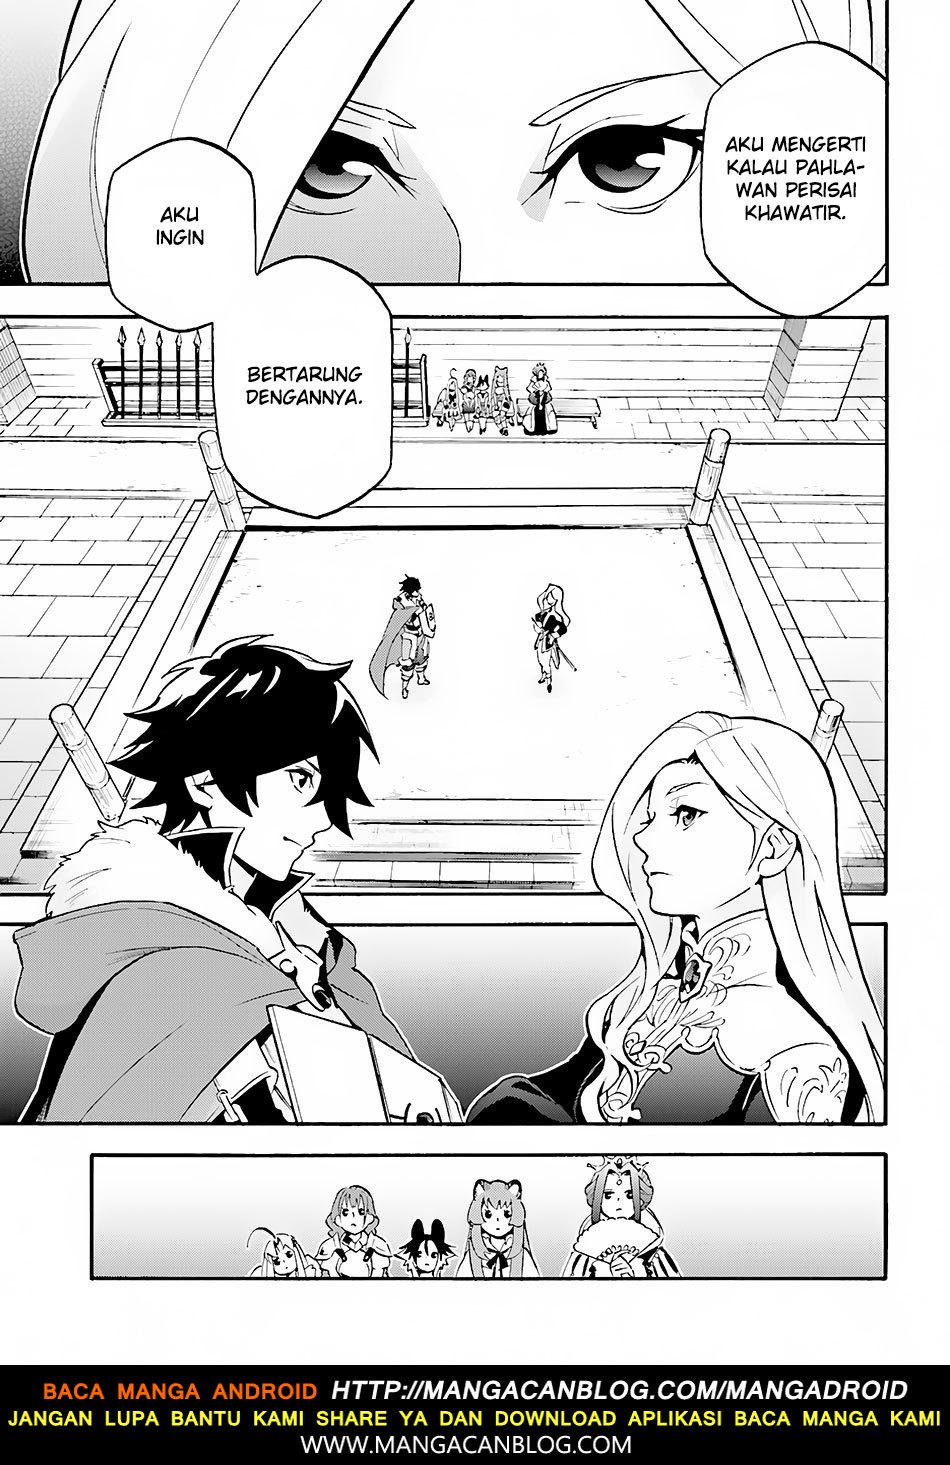 AKU MENGERTI
KALAU PAHLA-
WAN PERISAI
KHAWATIR.
AKU
INGIN
BERTARUNG
DENGANNYA.
BACA MANGA ANDROID HTTP://MANGACANBLOG.COM/MANGADROID
JANGAN LUPA BANTU KAMI SHARE YA DAN DOWNLOAD APLIKASI BACA MANGA KAMI
WWW.MANGACANBLOG.COM